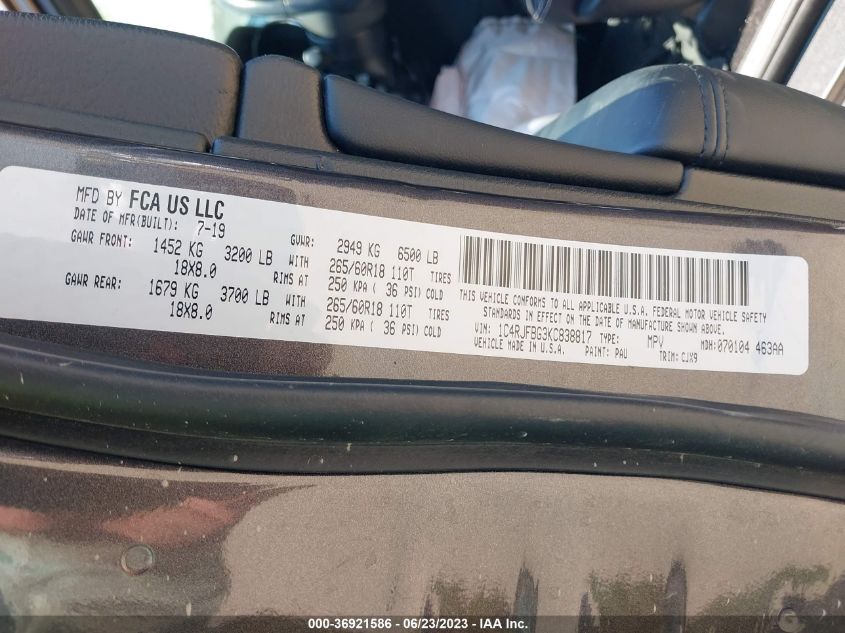 MFD BY FCA US LLC
DATE OF MFR(BUILT): 7-19
GAWR FRONT: 1452 KG 3200 LB WITH
18X8.0 RIMS AT
GAWR REAR: 1679 KG 3700 LB WITH
18X8.0 RIMS AT
GVWR: 2949 KG 6500 LB
265/60R18 110T TIRES
250 KPA ( 36 PSI) COLD
265/60R18 110T TIRES
250 KPA ( 36 PSI) COLD
THIS VEHICLE CONFORMS TO ALL APPLICABLE U.S.A. FEDERAL MOTOR VEHICLE SAFETY
STANDARDS IN EFFECT ON THE DATE OF MANUFACTURE SHOWN ABOVE.
VIN: 1C4RJFBG3KC838817 TYPE: MPV MDH:070104 463AA
VEHICLE MADE IN U.S.A. PAINT: PAU TRIM: CJX9
000-36921586 / 06/23/2023 / IAAI.COM